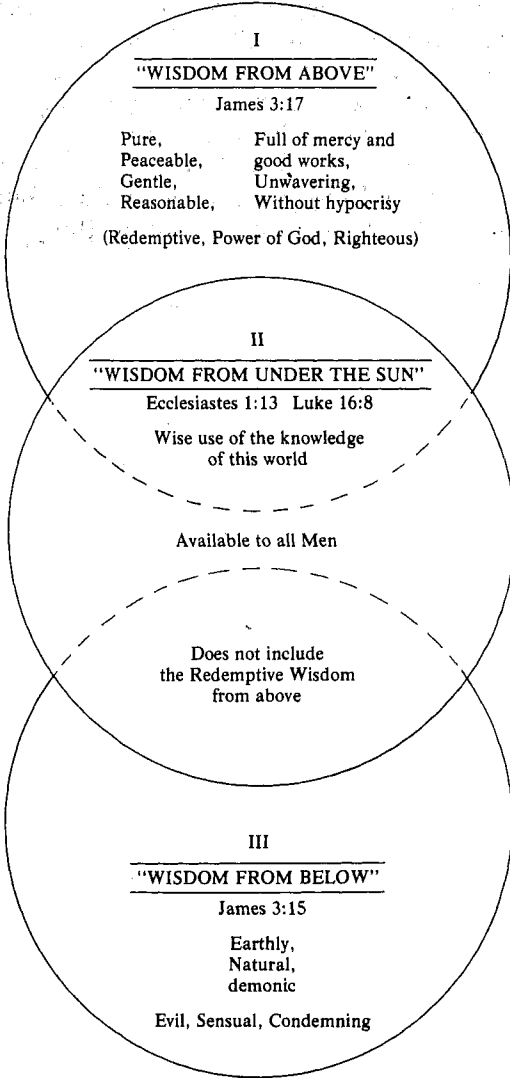 I
"WISDOM FROM ABOVE"
James 3:17
Pure, Full of mercy and
Peaceable, good works,
Gentle, Unwavering,
Reasonable, Without hypocrisy
(Redemptive, Power of God, Righteous)
II
"WISDOM FROM UNDER THE SUN"
Ecclesiastes 1:13 Luke 16:8
Wise use of the knowledge
of this world
Available to all Men
Does not include
the Redemptive Wisdom
from above
III
"WISDOM FROM BELOW"
James 3:15
Earthly,
Natural,
demonic
Evil, Sensual, Condemning